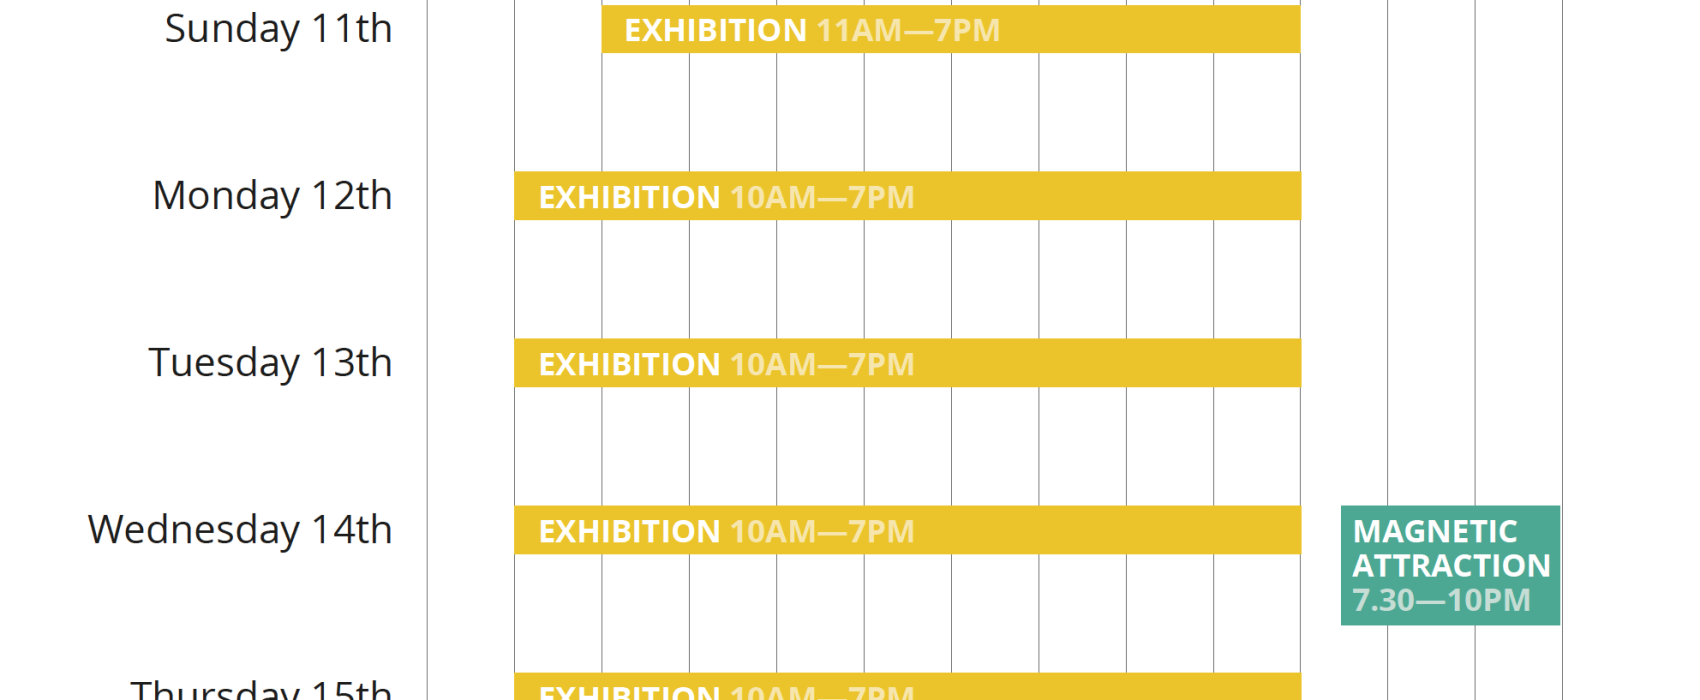 Sunday 11th
EXHIBITION 11AM—7PM
Monday 12th
EXHIBITION 10AM—7PM
Tuesday 13th
EXHIBITION 10AM—7PM
Wednesday 14th
EXHIBITION 10AM—7PM
MAGNETIC
ATTRACTION
7.30—10PM
Thursday 15th
EXHIBITION 10AM—7PM